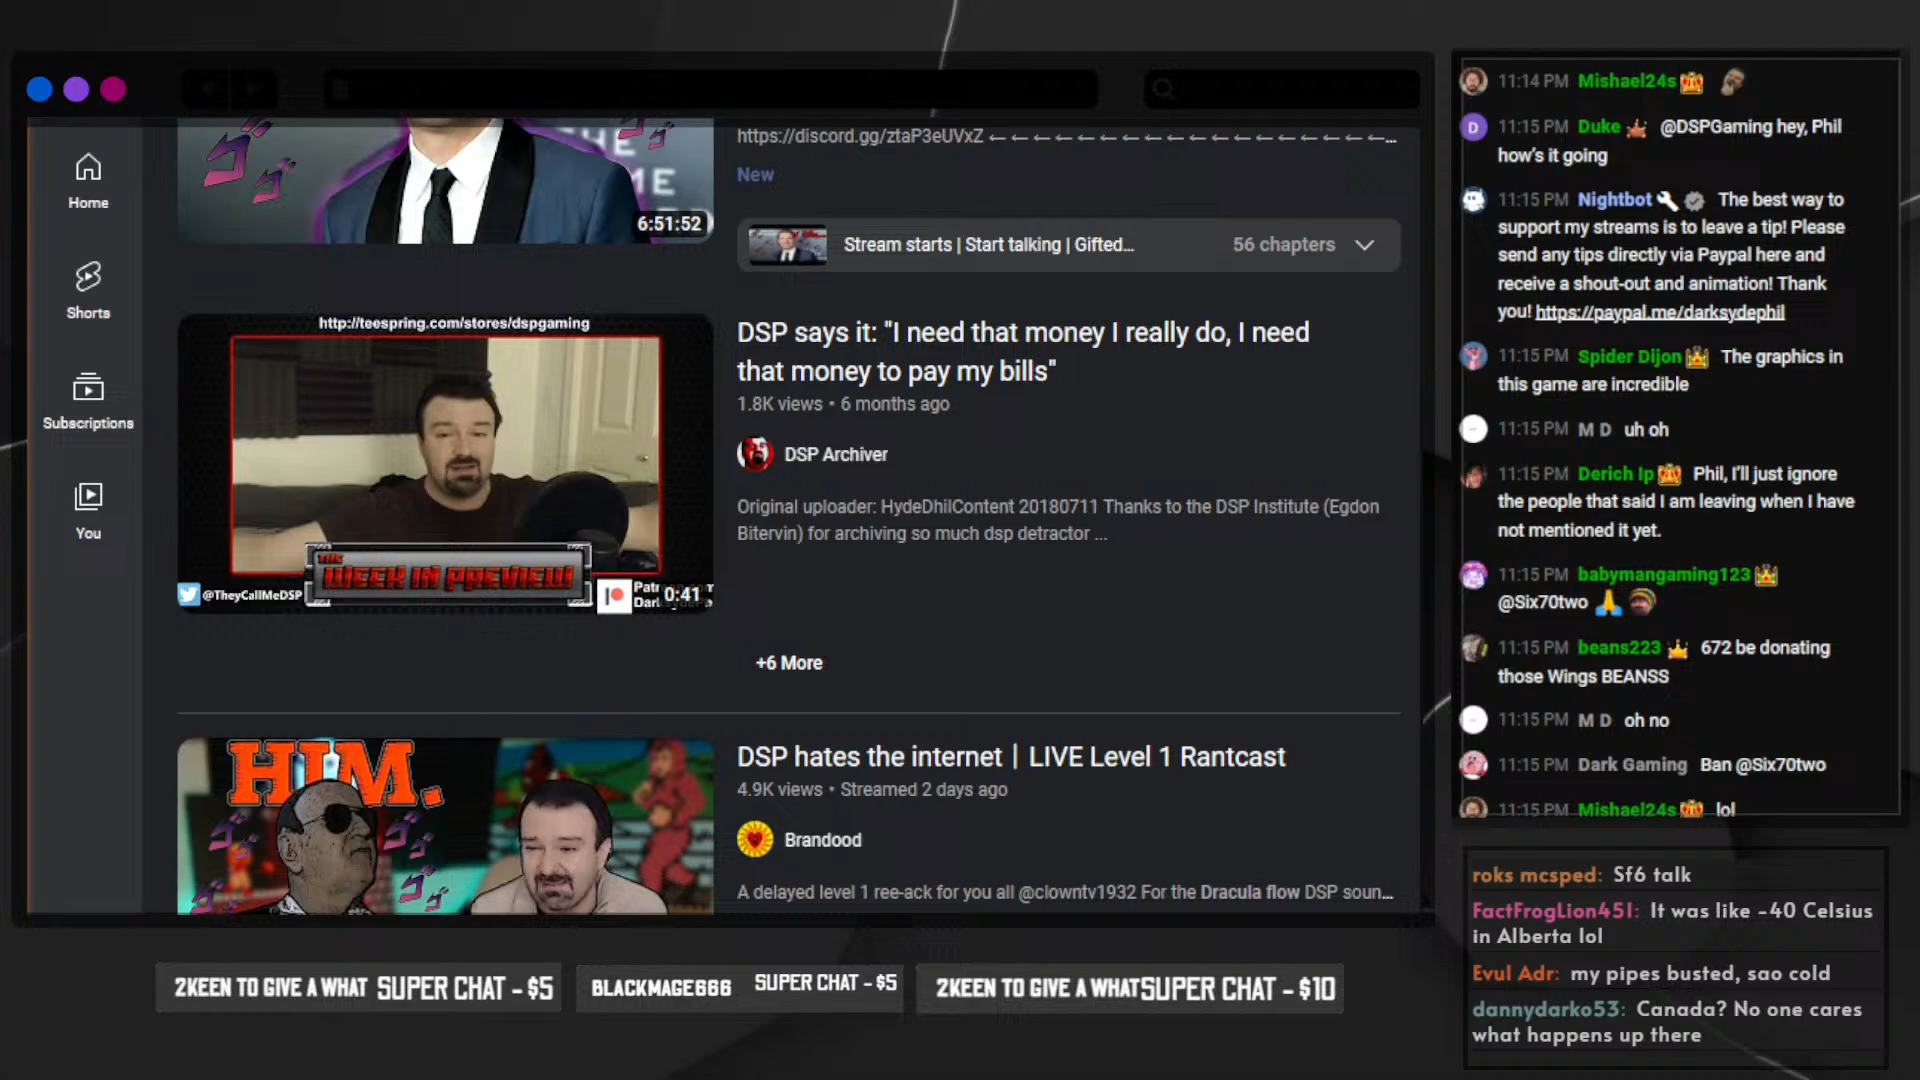 THE
ME
6:51:52
https://discord.gg/ztaP3eUVxZ ←←←←←←←←←←←←←←←←←←←...
New
Stream starts | Start talking | Gifted...
56 chapters
Home
Shorts
Subscriptions
You
http://teespring.com/stores/dspgaming
THE
WEEK IN PREVIEW!
@TheyCallMeDSP
0:41
DSP says it: "I need that money I really do, I need
that money to pay my bills"
1.8K views • 6 months ago
DSP Archiver
Original uploader: HydeDhilContent 20180711 Thanks to the DSP Institute (Egdon
Bitervin) for archiving so much dsp detractor ...
+6 More
HIM.
DSP hates the internet | LIVE Level 1 Rantcast
4.9K views • Streamed 2 days ago
Brandood
A delayed level 1 ree-ack for you all @clowntv1932 For the Dracula flow DSP soun...
2KEEN TO GIVE A WHAT SUPER CHAT - $5
BLACKMAGE666 SUPER CHAT - $5
2KEEN TO GIVE A WHAT SUPER CHAT - $10
11:14 PM Mishael24s
D 11:15 PM Duke @DSPGaming hey, Phil
how's it going
11:15 PM Nightbot The best way to
support my streams is to leave a tip! Please
send any tips directly via Paypal here and
receive a shout-out and animation! Thank
you! https://paypal.me/darksydephil
11:15 PM Spider Dijon The graphics in
this game are incredible
11:15 PM M D uh oh
11:15 PM Derich Ip Phil, I'll just ignore
the people that said I am leaving when I have
not mentioned it yet.
11:15 PM babymangaming123
@Six70two
11:15 PM beans223 672 be donating
those Wings BEANSS
11:15 PM M D oh no
11:15 PM Dark Gaming Ban @Six70two
11:15 PM Mishael24s lol
roks mcsped: Sf6 talk
FactFrogLion451: It was like -40 Celsius
in Alberta lol
Evul Adr: my pipes busted, sao cold
dannydarko53: Canada? No one cares
what happens up there